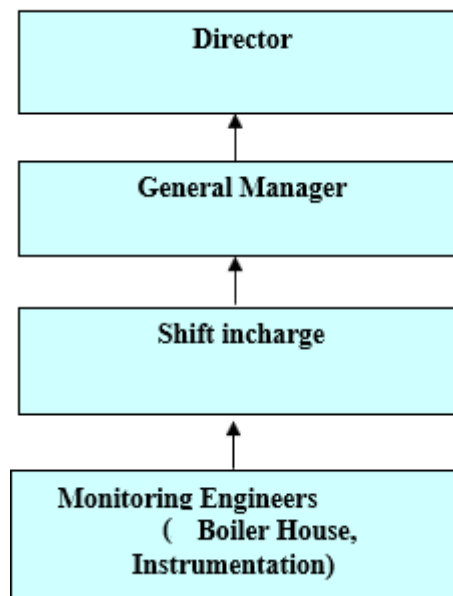 Director
General Manager
Shift incharge
Monitoring Engineers
( Boiler House,
Instrumentation)